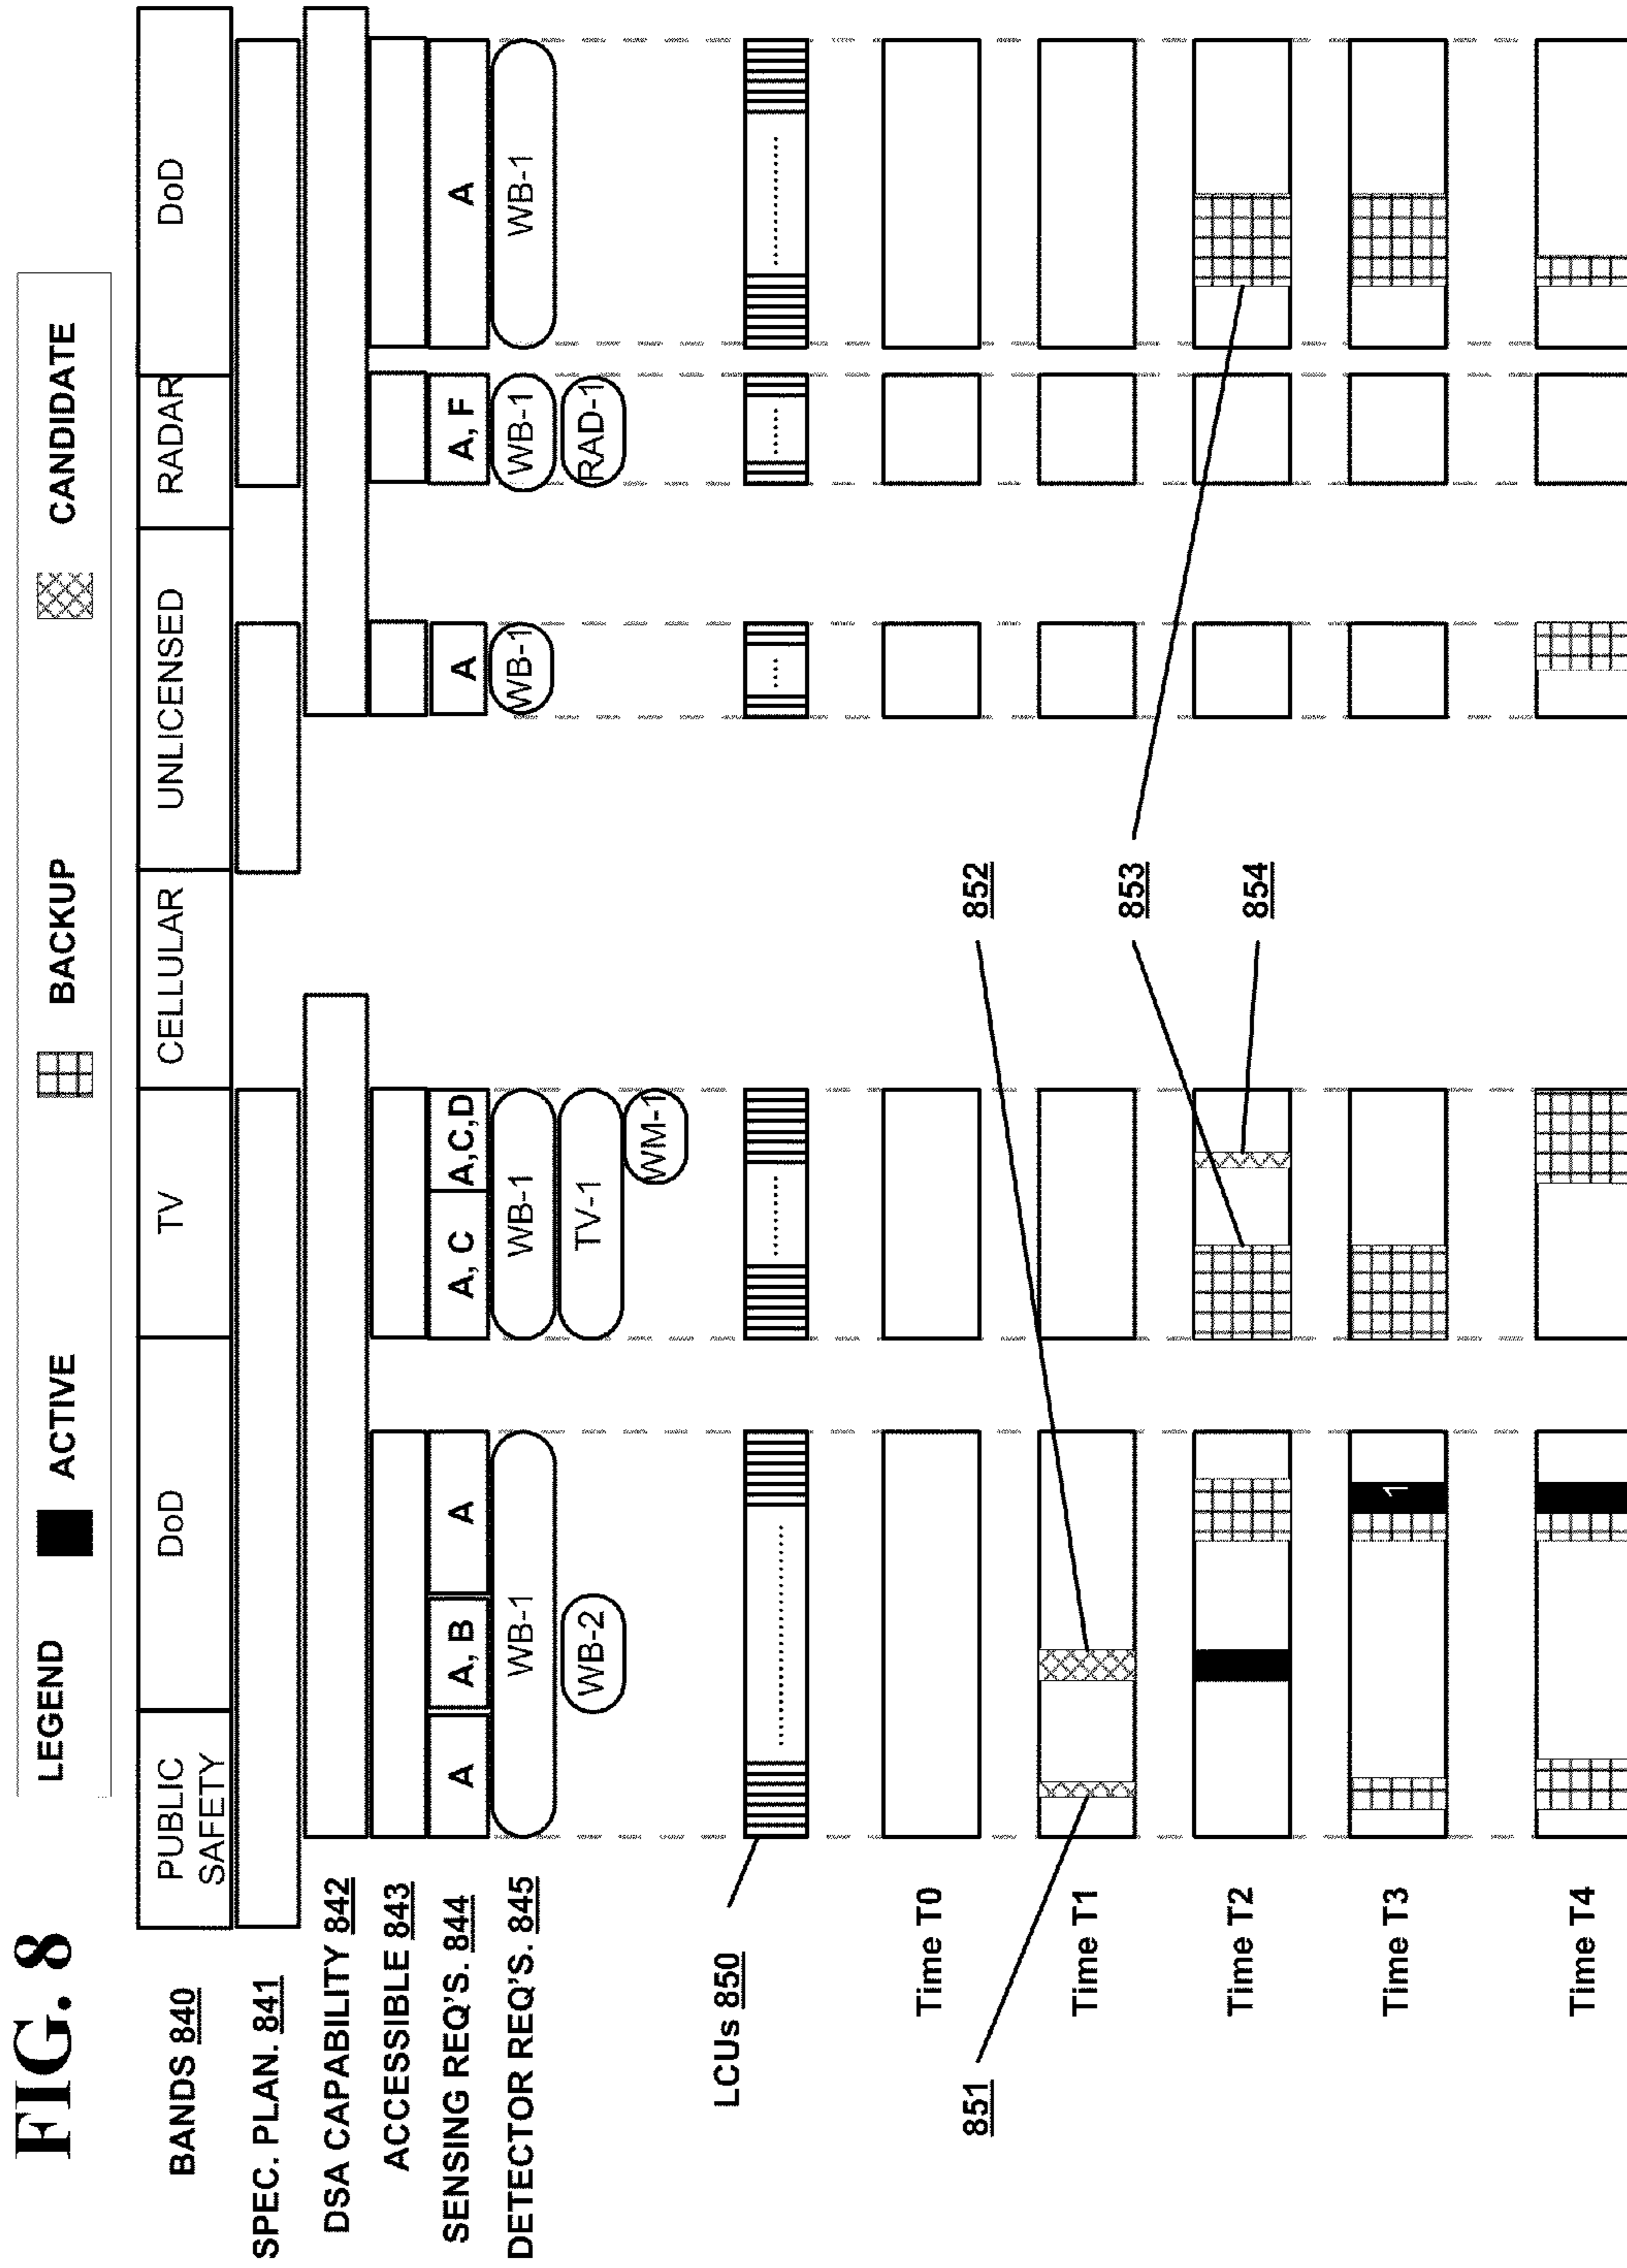 FIG. 8
LEGEND ACTIVE BACKUP CANDIDATE
BANDS 840 PUBLIC SAFETY DoD TV CELLULAR UNLICENSED RADAR DoD
SPEC. PLAN. 841
DSA CAPABILITY 842
ACCESSIBLE 843
SENSING REQ'S. 844 A A, B A A, C A,C,D A A, F A
DETECTOR REQ'S. 845 WB-1 WB-1 WB-1 WB-1 WB-1
WB-2 TV-1 RAD-1
WM-1
LCUs 850
852
Time T0
851
Time T1
853
Time T2
854
Time T3 1
Time T4